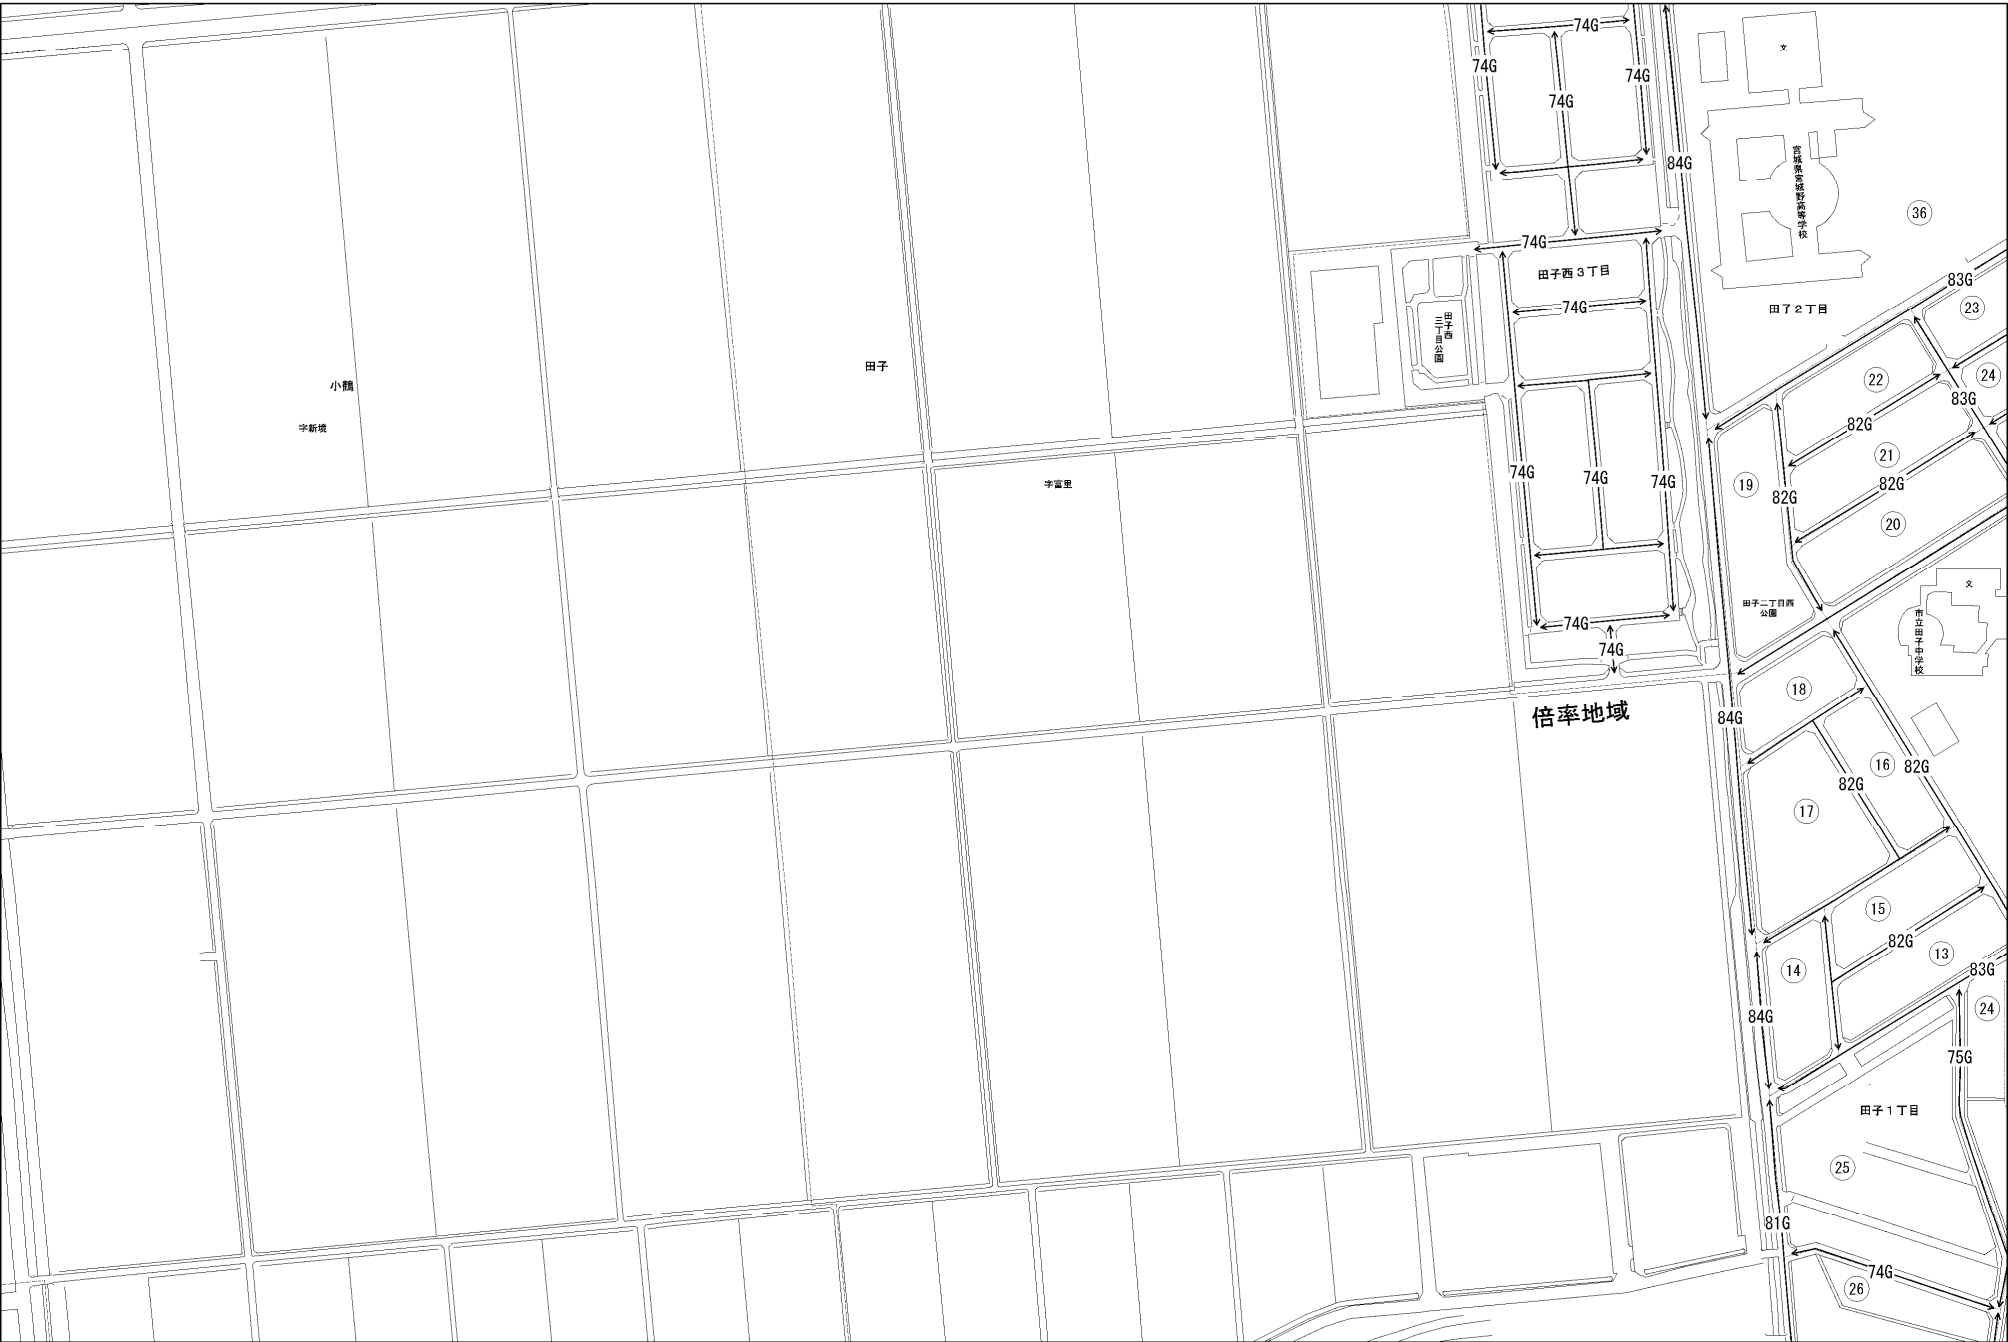 74G
文
74G
74G
74G
84G
宮城県宮城野高等学校
36
74G
田子西3丁目
83G
74G
田子2丁目
23
田子西
三丁目公園
田子
22
24
小鶴
83G
字新境
82G
21
74G
74G
74G
字富里
19
82G
82G
20
文
田子二丁目西
公園
市立田子中学校
74G
74G
18
倍率地域
84G
16
82G
82G
17
15
82G
13
14
83G
24
84G
75G
田子1丁目
25
81G
74G
26